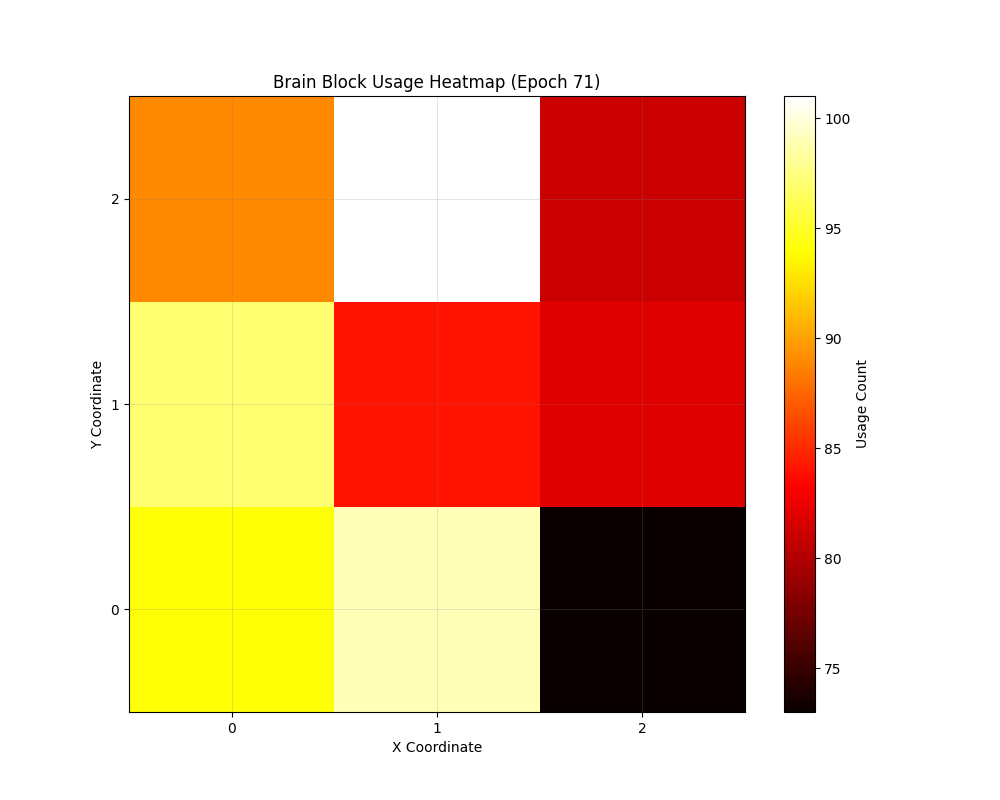 Brain Block Usage Heatmap (Epoch 71)
100
95
90
85
80
75
Usage Count
2
1
0
Y Coordinate
0 1 2
X Coordinate